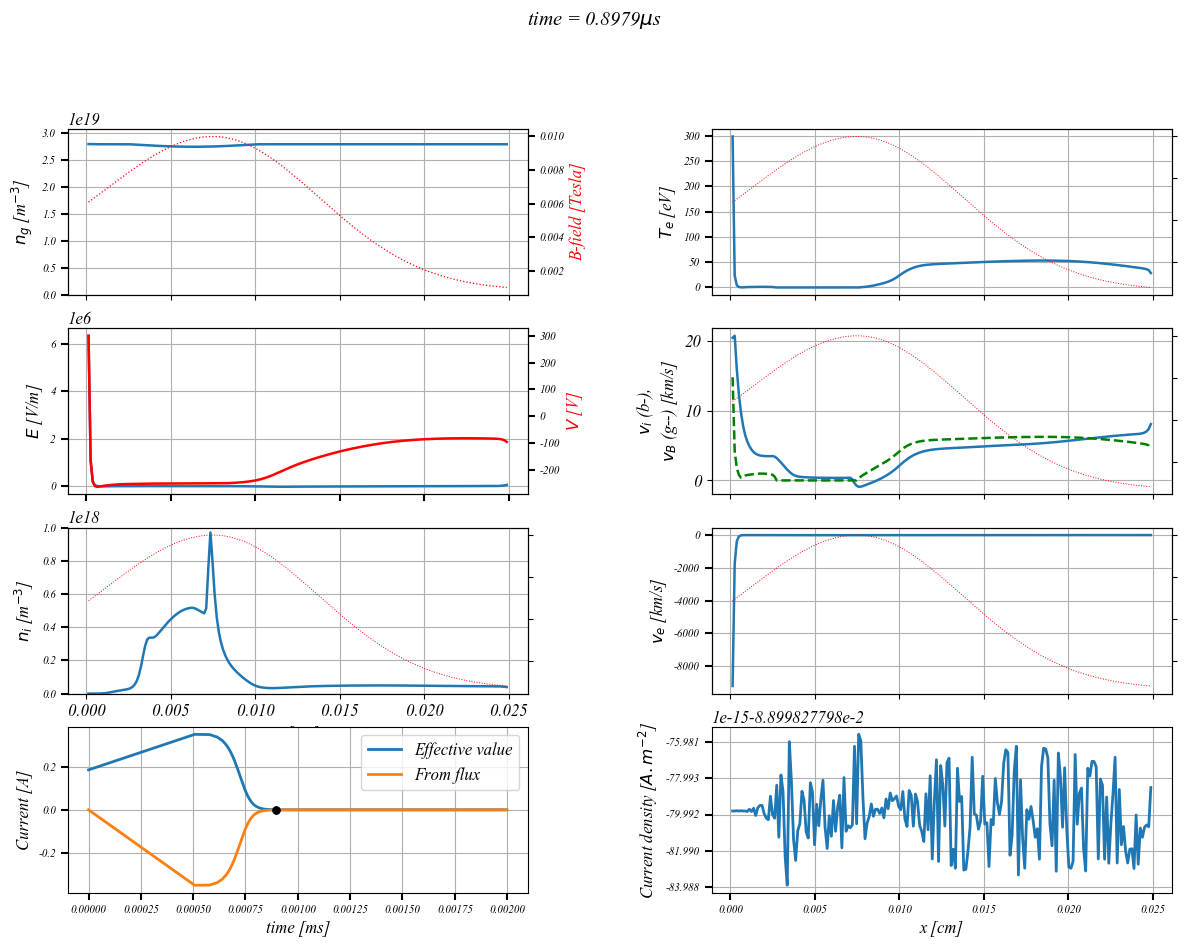 time = 0.8979μs
1e19
n_g [m^-3]
3.0
2.5
2.0
1.5
1.0
0.5
0.0
0.010
0.008
0.006
0.004
0.002
B-field [Tesla]
T_e [eV]
300
250
200
150
100
50
0
1e6
E [V/m]
6
4
2
0
300
200
100
0
-100
-200
V [V]
v_i (b-),
v_B (g--) [km/s]
20
10
0
1e18
n_i [m^-3]
1.0
0.8
0.6
0.4
0.2
0.0
0.000 0.005 0.010 0.015 0.020 0.025
v_e [km/s]
0
-2000
-4000
-6000
-8000
Current [A]
0.2
0.0
-0.2
Effective value
From flux
0.00000 0.00025 0.00050 0.00075 0.00100 0.00125 0.00150 0.00175 0.00200
time [ms]
1e-15-8.899827798e-2
Current density [A.m^-2]
-75.981
-77.993
-79.992
-81.990
-83.988
0.000 0.005 0.010 0.015 0.020 0.025
x [cm]